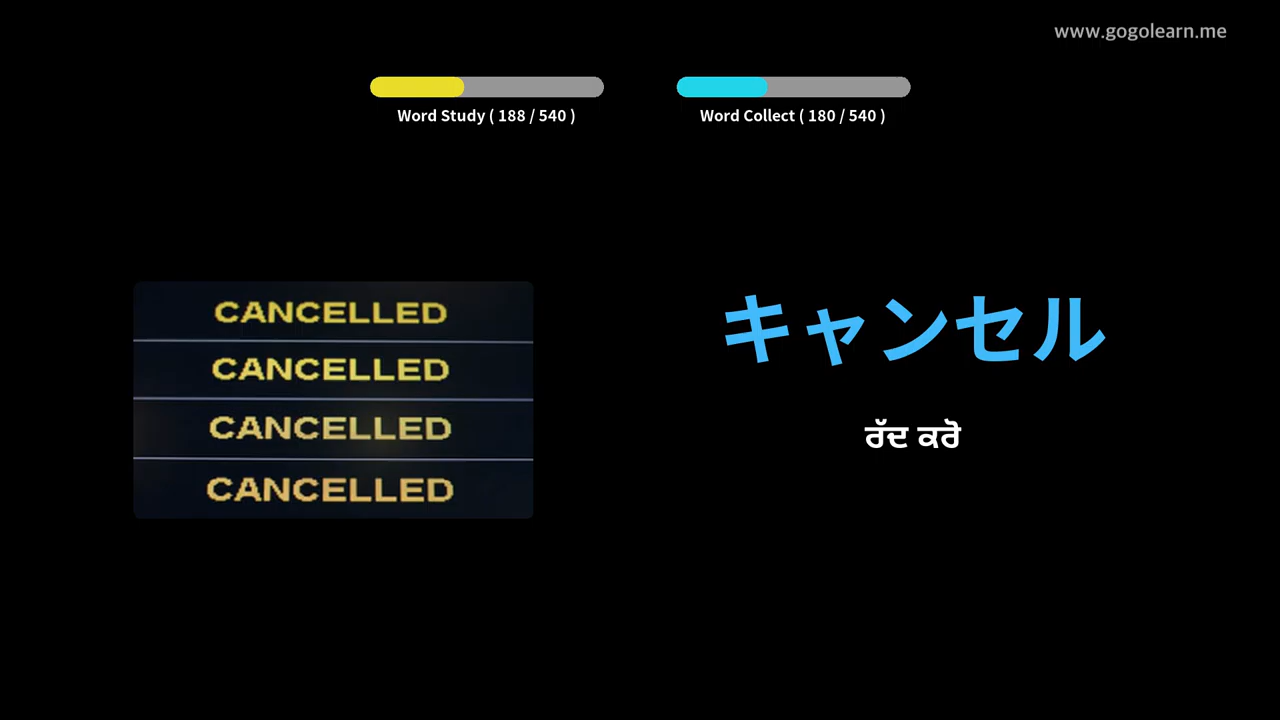 www.gogolearn.me
Word Study ( 188 / 540 )
Word Collect ( 180 / 540 )
CANCELLED
CANCELLED
CANCELLED
CANCELLED
キャンセル
ਰੱਦ ਕਰੋ